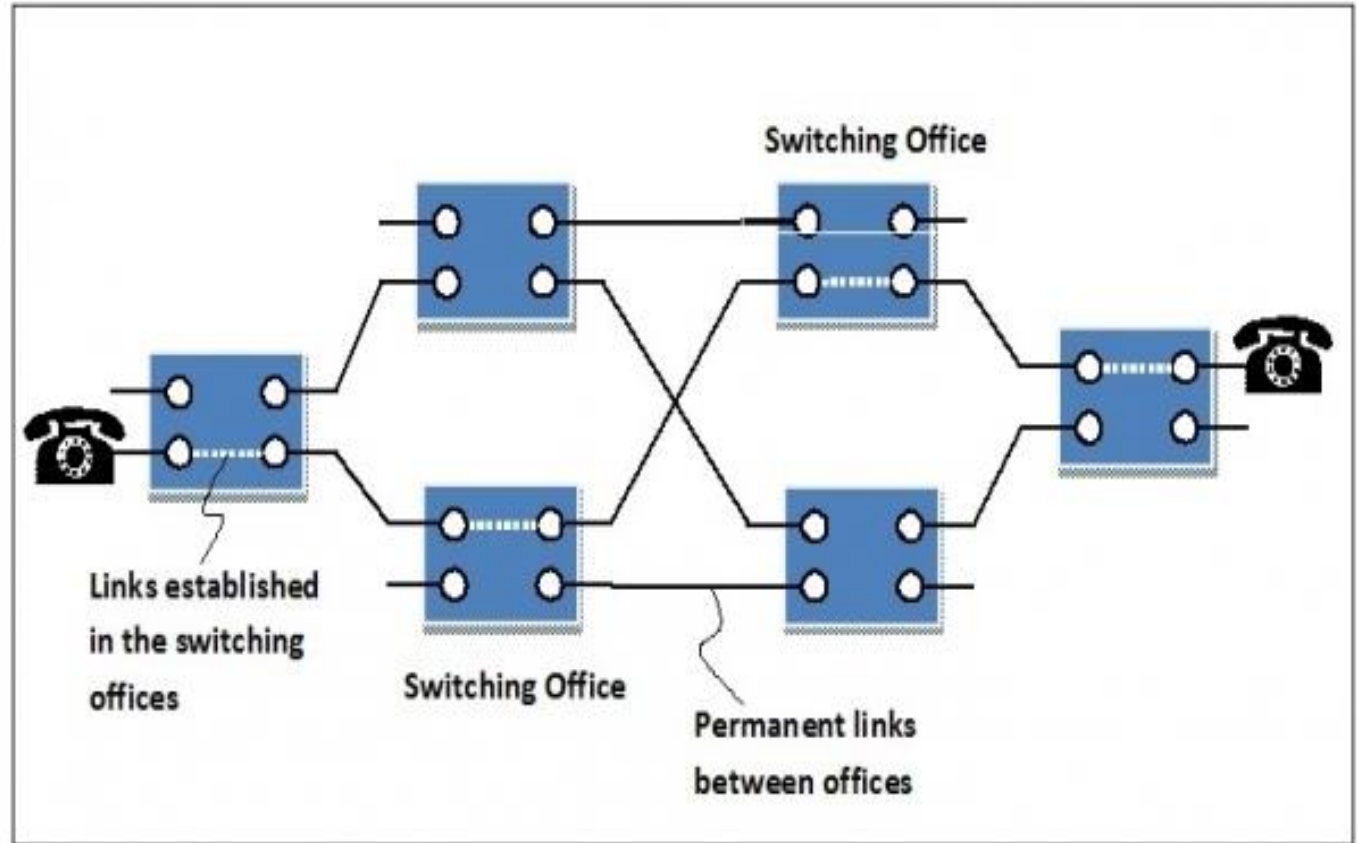 Switching Office
Links established
in the switching
offices
Switching Office
Permanent links
between offices